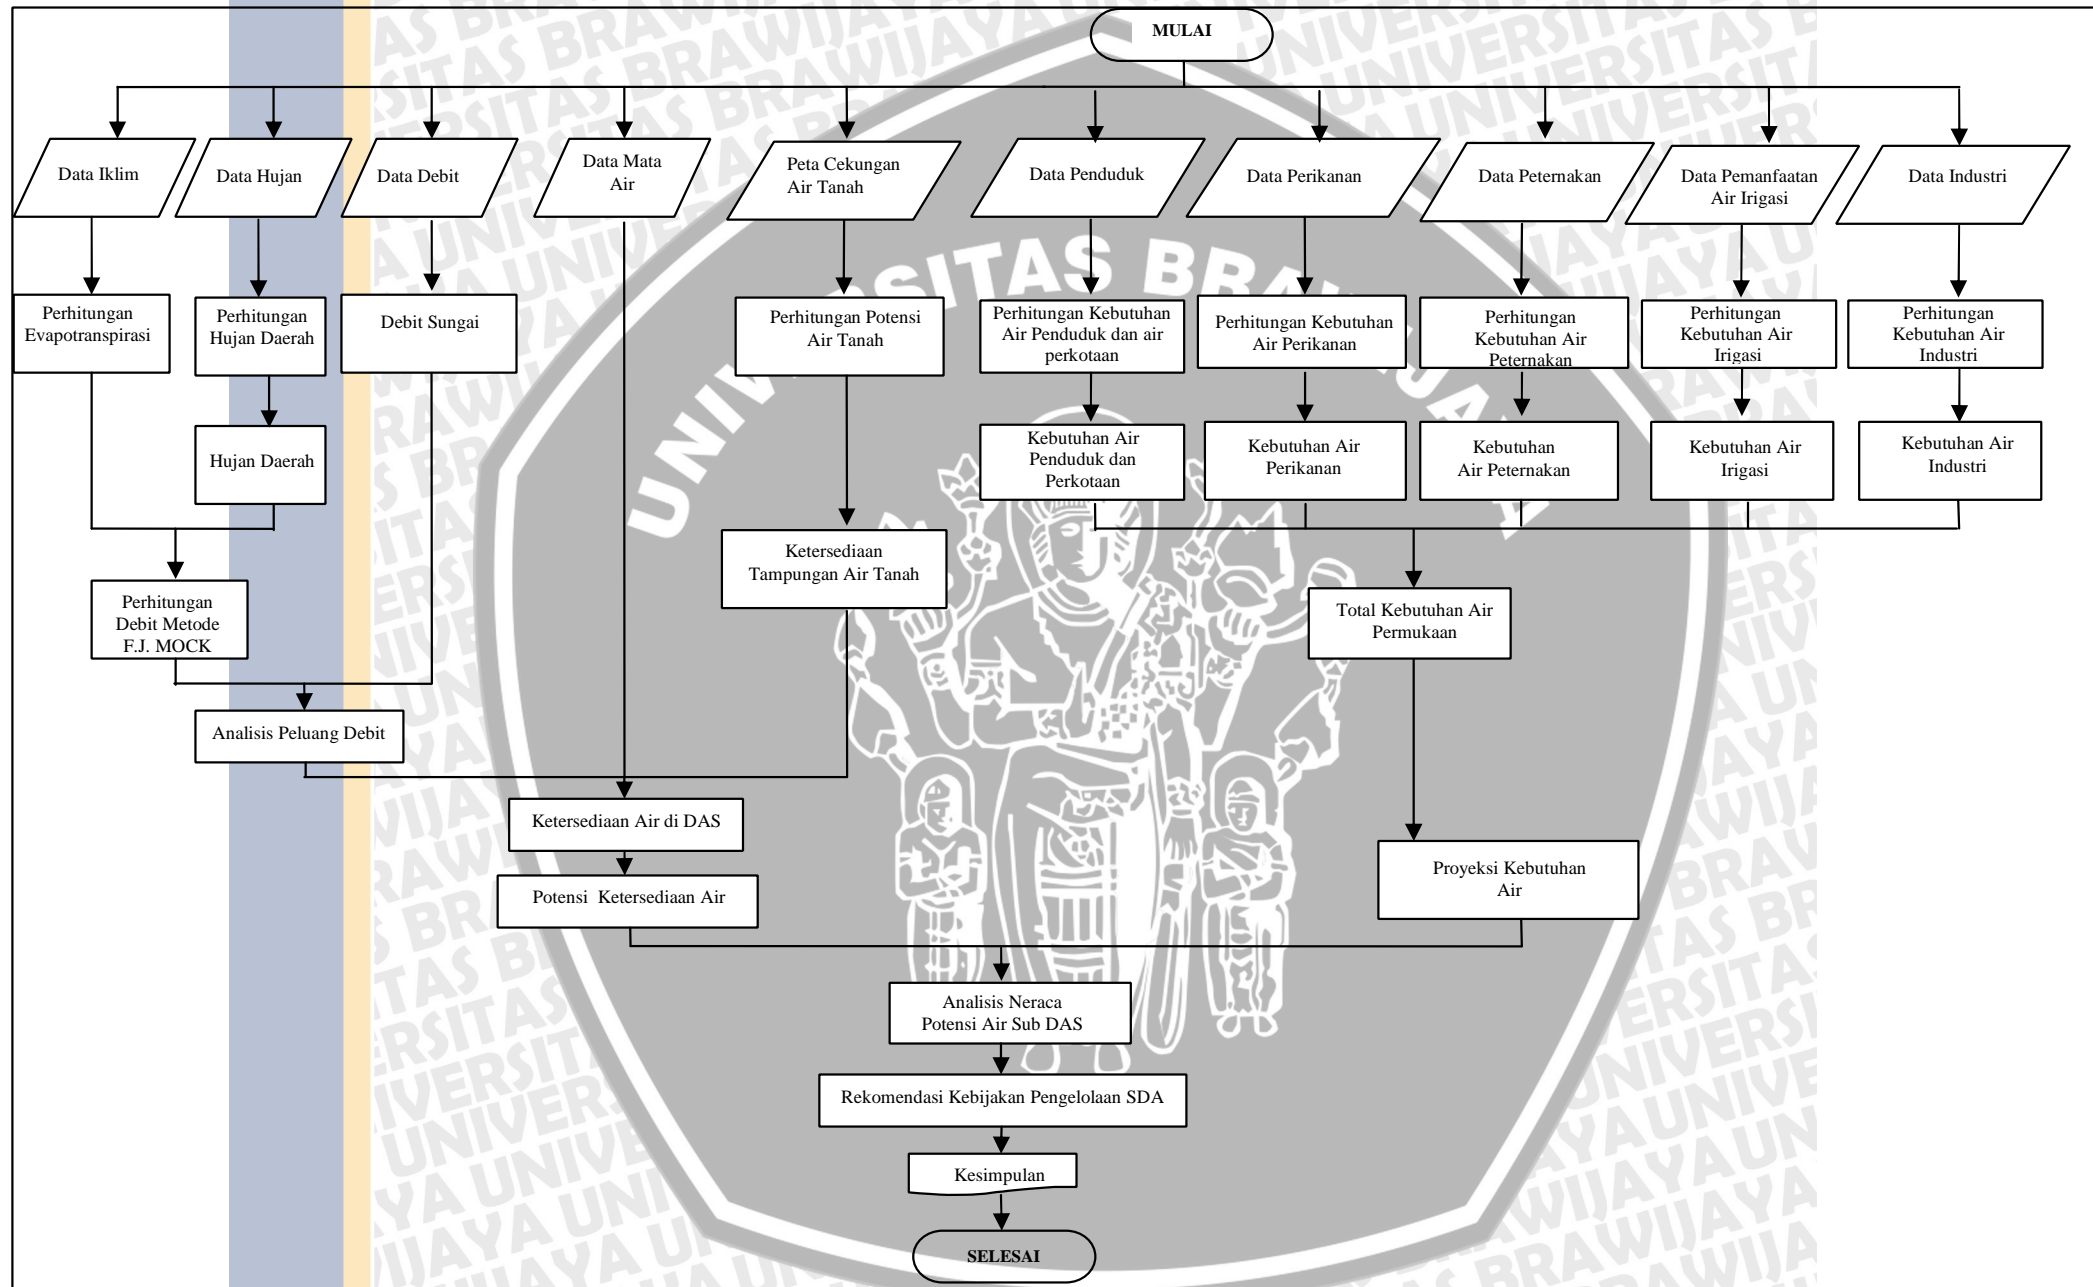 MULAI
Data Iklim
Data Hujan
Data Debit
Data Mata
Air
Peta Cekungan
Air Tanah
Data Penduduk
Data Perikanan
Data Peternakan
Data Pemanfaatan
Air Irigasi
Data Industri
Perhitungan
Evapotranspirasi
Perhitungan
Hujan Daerah
Debit Sungai
Perhitungan Potensi
Air Tanah
Perhitungan Kebutuhan
Air Penduduk dan air
perkotaan
Perhitungan Kebutuhan
Air Perikanan
Perhitungan
Kebutuhan Air
Peternakan
Perhitungan
Kebutuhan Air
Irigasi
Perhitungan
Kebutuhan Air
Industri
Hujan Daerah
Kebutuhan Air
Penduduk dan
Perkotaan
Kebutuhan Air
Perikanan
Kebutuhan
Air Peternakan
Kebutuhan Air
Irigasi
Kebutuhan Air
Industri
Ketersediaan
Tampungan Air Tanah
Perhitungan
Debit Metode
F.J. MOCK
Total Kebutuhan Air
Permukaan
Analisis Peluang Debit
Ketersediaan Air di DAS
Potensi  Ketersediaan Air
Proyeksi Kebutuhan
Air
Analisis Neraca
Potensi Air Sub DAS
Rekomendasi Kebijakan Pengelolaan SDA
Kesimpulan
SELESAI